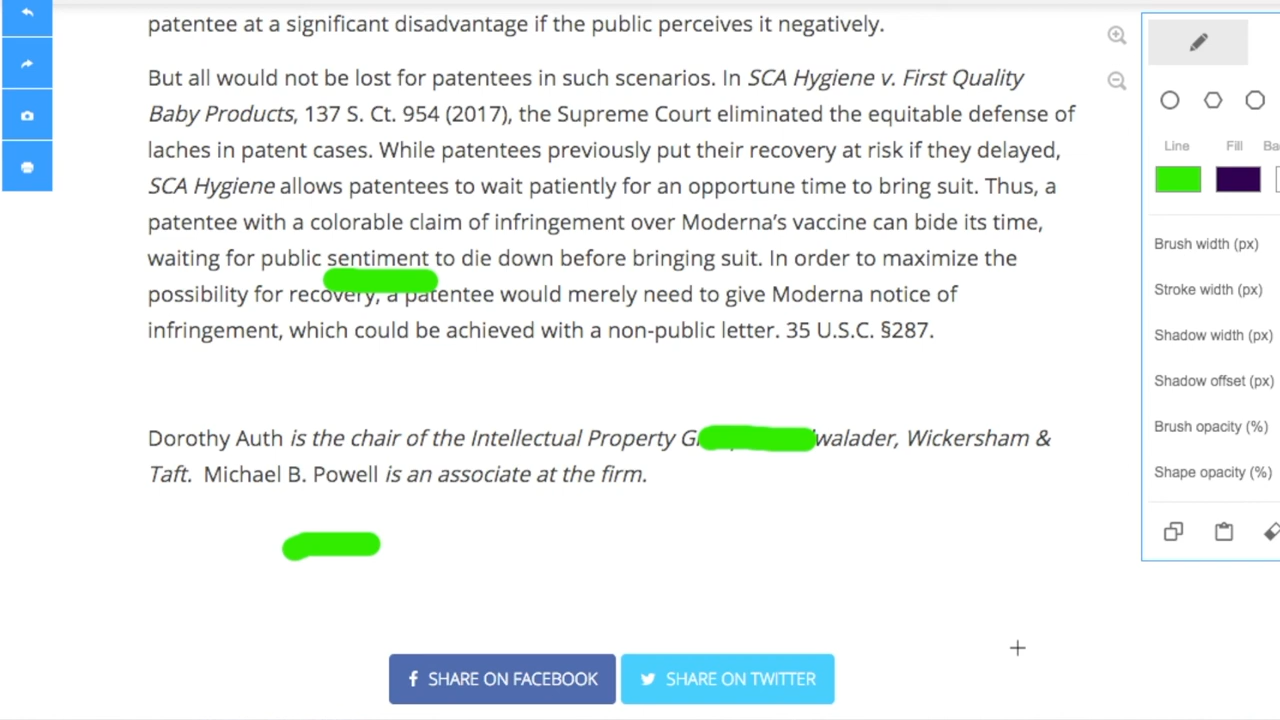 patentee at a significant disadvantage if the public perceives it negatively.
But all would not be lost for patentees in such scenarios. In SCA Hygiene v. First Quality
Baby Products, 137 S. Ct. 954 (2017), the Supreme Court eliminated the equitable defense of
laches in patent cases. While patentees previously put their recovery at risk if they delayed,
SCA Hygiene allows patentees to wait patiently for an opportune time to bring suit. Thus, a
patentee with a colorable claim of infringement over Moderna's vaccine can bide its time,
waiting for public sentiment to die down before bringing suit. In order to maximize the
possibility for recovery, a patentee would merely need to give Moderna notice of
infringement, which could be achieved with a non-public letter. 35 U.S.C. §287.
Dorothy Auth is the chair of the Intellectual Property Wickersham &
Taft. Michael B. Powell is an associate at the firm.
SHARE ON FACEBOOK
SHARE ON TWITTER
Line Fill
Brush width (px)
Stroke width (px)
Shadow width (px)
Shadow offset (px)
Brush opacity (%)
Shape opacity (%)